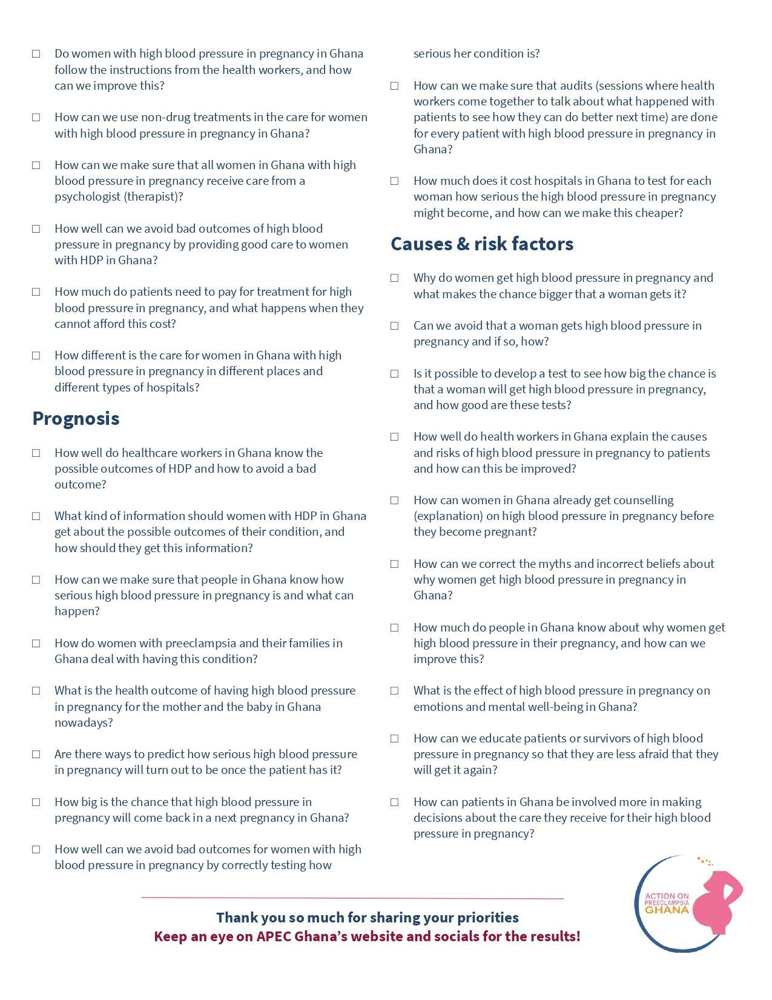 □ Do women with high blood pressure in pregnancy in Ghana
follow the instructions from the health workers, and how
can we improve this?
□ How can we use non-drug treatments in the care for women
with high blood pressure in pregnancy in Ghana?
□ How can we make sure that all women in Ghana with high
blood pressure in pregnancy receive care from a
psychologist (therapist)?
□ How well can we avoid bad outcomes of high blood
pressure in pregnancy by providing good care to women
with HDP in Ghana?
□ How much do patients need to pay for treatment for high
blood pressure in pregnancy, and what happens when they
cannot afford this cost?
□ How different is the care for women in Ghana with high
blood pressure in pregnancy in different places and
different types of hospitals?
Prognosis
□ How well do healthcare workers in Ghana know the
possible outcomes of HDP and how to avoid a bad
outcome?
□ What kind of information should women with HDP in Ghana
get about the possible outcomes of their condition, and
how should they get this information?
□ How can we make sure that people in Ghana know how
serious high blood pressure in pregnancy is and what can
happen?
□ How do women with preeclampsia and their families in
Ghana deal with having this condition?
□ What is the health outcome of having high blood pressure
in pregnancy for the mother and the baby in Ghana
nowadays?
□ Are there ways to predict how serious high blood pressure
in pregnancy will turn out to be once the patient has it?
□ How big is the chance that high blood pressure in
pregnancy will come back in a next pregnancy in Ghana?
□ How well can we avoid bad outcomes for women with high
blood pressure in pregnancy by correctly testing how
serious her condition is?
□ How can we make sure that audits (sessions where health
workers come together to talk about what happened with
patients to see how they can do better next time) are done
for every patient with high blood pressure in pregnancy in
Ghana?
□ How much does it cost hospitals in Ghana to test for each
woman how serious the high blood pressure in pregnancy
might become, and how can we make this cheaper?
Causes & risk factors
□ Why do women get high blood pressure in pregnancy and
what makes the chance bigger that a woman gets it?
□ Can we avoid that a woman gets high blood pressure in
pregnancy and if so, how?
□ Is it possible to develop a test to see how big the chance is
that a woman will get high blood pressure in pregnancy,
and how good are these tests?
□ How well do health workers in Ghana explain the causes
and risks of high blood pressure in pregnancy to patients
and how can this be improved?
□ How can women in Ghana already get counselling
(explanation) on high blood pressure in pregnancy before
they become pregnant?
□ How can we correct the myths and incorrect beliefs about
why women get high blood pressure in pregnancy in
Ghana?
□ How much do people in Ghana know about why women get
high blood pressure in their pregnancy, and how can we
improve this?
□ What is the effect of high blood pressure in pregnancy on
emotions and mental well-being in Ghana?
□ How can we educate patients or survivors of high blood
pressure in pregnancy so that they are less afraid that they
will get it again?
□ How can patients in Ghana be involved more in making
decisions about the care they receive for their high blood
pressure in pregnancy?
Thank you so much for sharing your priorities
Keep an eye on APEC Ghana's website and socials for the results!
ACTION ON
PREECLAMPSIA
GHANA